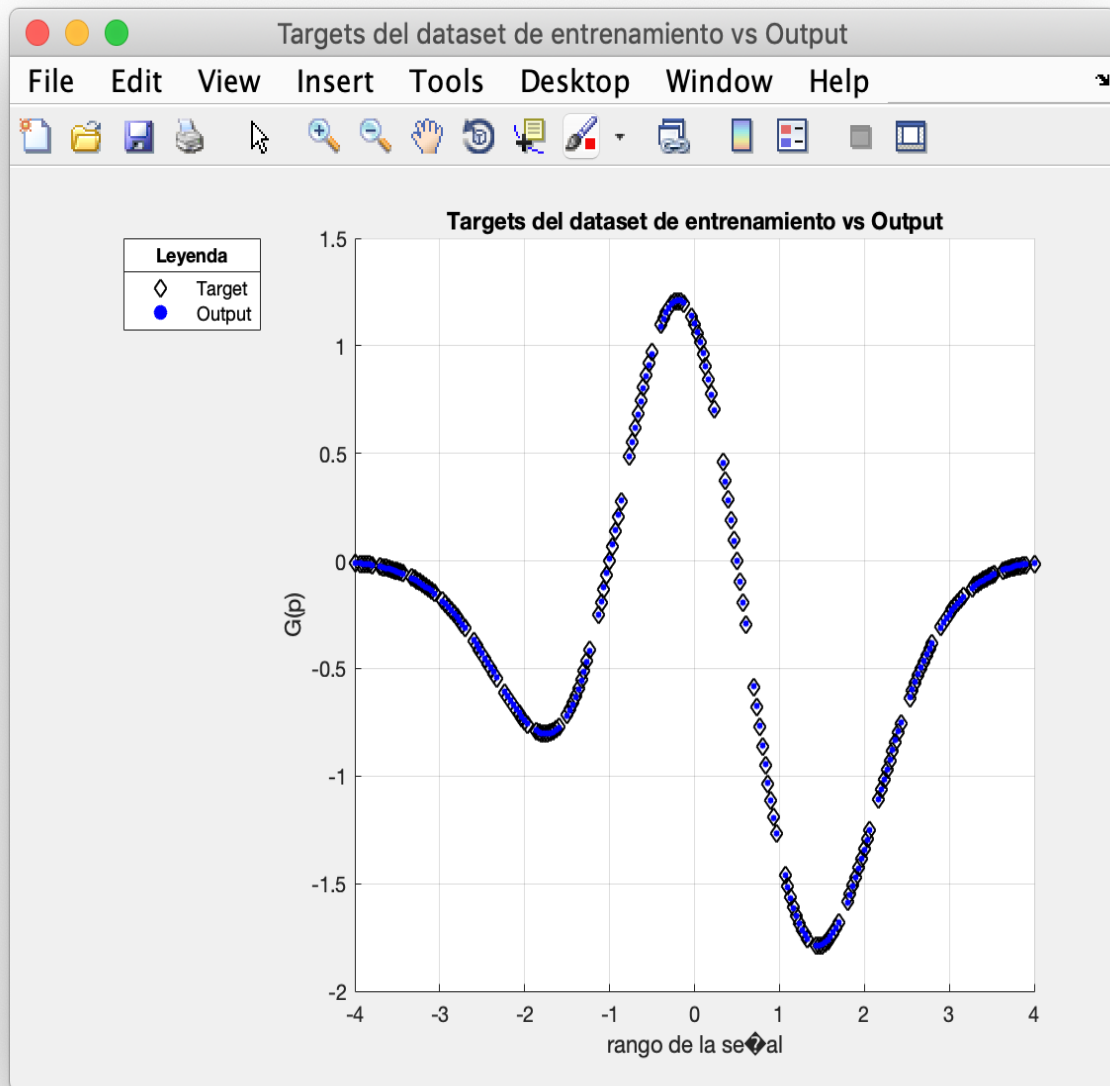 Targets del dataset de entrenamiento vs Output
File Edit View Insert Tools Desktop Window Help
Targets del dataset de entrenamiento vs Output
Leyenda
Target
Output
1.5
1
0.5
0
-0.5
-1
-1.5
-2
G(p)
-4 -3 -2 -1 0 1 2 3 4
rango de la se�al